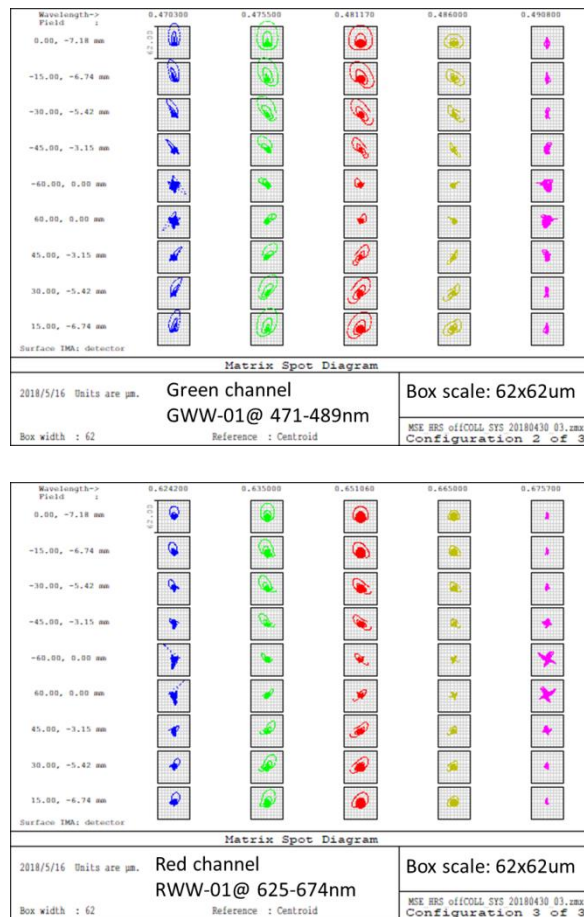 Wavelength-> 0.470300 0.475500 0.481170 0.486000 0.490800
Field :
0.00, -7.18 mm
62.00
-15.00, -6.74 mm
-30.00, -5.42 mm
-45.00, -3.15 mm
-60.00, 0.00 mm
60.00, 0.00 mm
45.00, -3.15 mm
30.00, -5.42 mm
15.00, -6.74 mm
Surface IMA: detector
Matrix Spot Diagram
2018/5/16 Units are µm.
Box width : 62
Green channel
GWW-01@ 471-489nm
Reference : Centroid
Box scale: 62x62um
MSE HRS offCOLL SYS 20180430 03.zmx
Configuration 2 of 3
Wavelength-> 0.624200 0.635000 0.651060 0.665000 0.675700
Field :
0.00, -7.18 mm
62.00
-15.00, -6.74 mm
-30.00, -5.42 mm
-45.00, -3.15 mm
-60.00, 0.00 mm
60.00, 0.00 mm
45.00, -3.15 mm
30.00, -5.42 mm
15.00, -6.74 mm
Surface IMA: detector
Matrix Spot Diagram
2018/5/16 Units are µm.
Box width : 62
Red channel
RWW-01@ 625-674nm
Reference : Centroid
Box scale: 62x62um
MSE HRS offCOLL SYS 20180430 03.zmx
Configuration 3 of 3